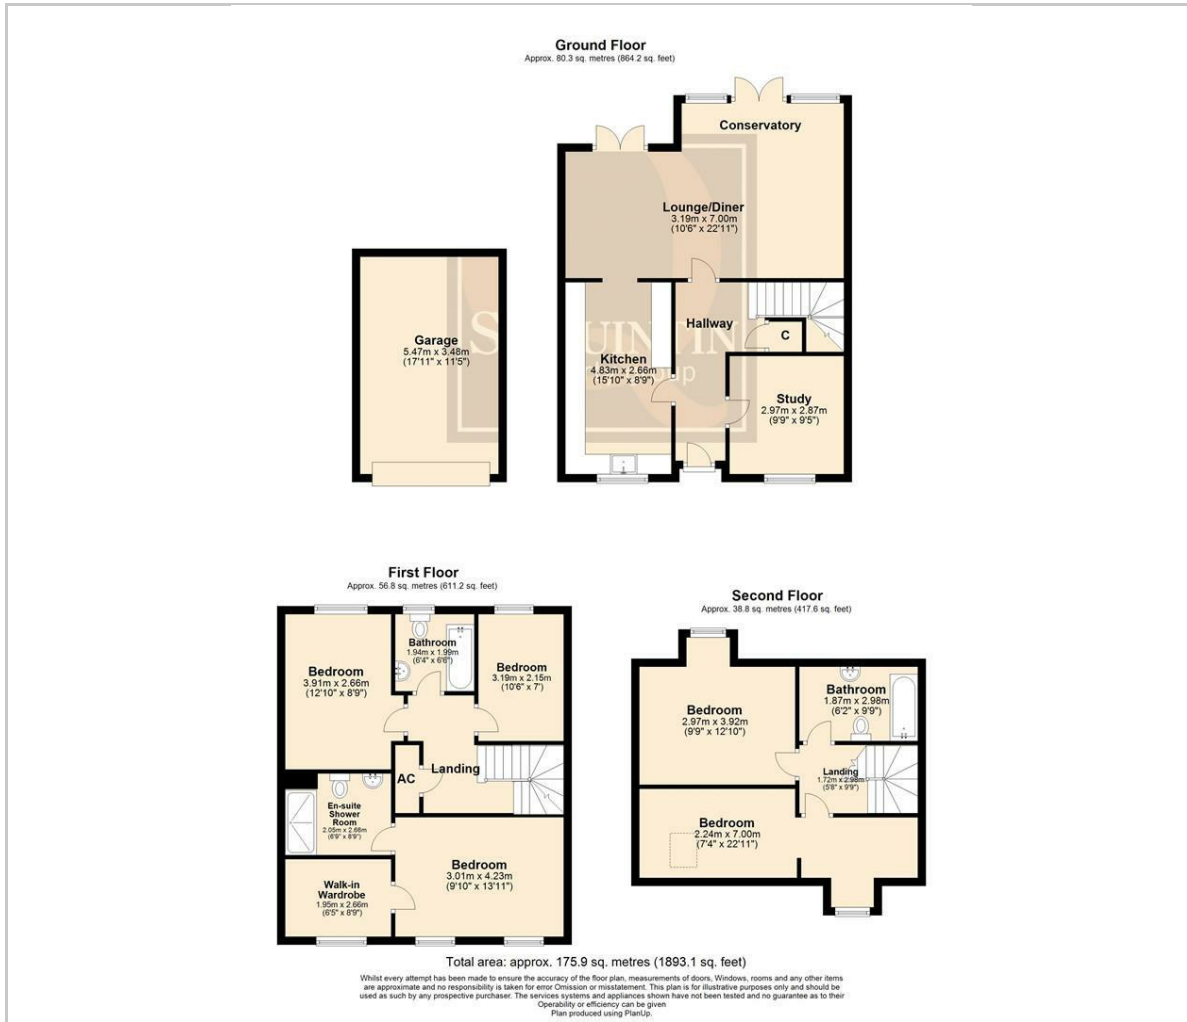 Ground Floor
Approx. 80.3 sq. metres (864.2 sq. feet)
Conservatory
Lounge/Diner
3.19m x 7.00m
(10'6" x 22'11")
Garage
5.47m x 3.48m
(17'11" x 11'5")
Hallway
C
Kitchen
4.83m x 2.66m
(15'10" x 8'9")
Study
2.97m x 2.87m
(9'9" x 9'5")
First Floor
Approx. 56.8 sq. metres (611.2 sq. feet)
Bathroom
1.94m x 1.99m
(6'4" x 6'6")
Bedroom
3.91m x 2.66m
(12'10" x 8'9")
Bedroom
3.19m x 2.15m
(10'6" x 7')
Landing
AC
En-suite
Shower
Room
2.05m x 2.66m
(6'9" x 8'9")
Bedroom
3.01m x 4.23m
(9'10" x 13'11")
Walk-in
Wardrobe
1.95m x 2.66m
(6'5" x 8'9")
Second Floor
Approx. 38.8 sq. metres (417.6 sq. feet)
Bedroom
2.97m x 3.92m
(9'9" x 12'10")
Bathroom
1.87m x 2.98m
(6'2" x 9'9")
Landing
1.72m x 2.98m
(5'8" x 9'9")
Bedroom
2.24m x 7.00m
(7'4" x 22'11")
Total area: approx. 175.9 sq. metres (1893.1 sq. feet)
Whilst every attempt has been made to ensure the accuracy of the floor plan, measurements of doors, Windows, rooms and any other items
are approximate and no responsibility is taken for error Omission or misstatement. This plan is for illustrative purposes only and should be
used as such by any prospective purchaser. The services systems and appliances shown have not been tested and no guarantee as to their
Operability or efficiency can be given
Plan produced using PlanUp.